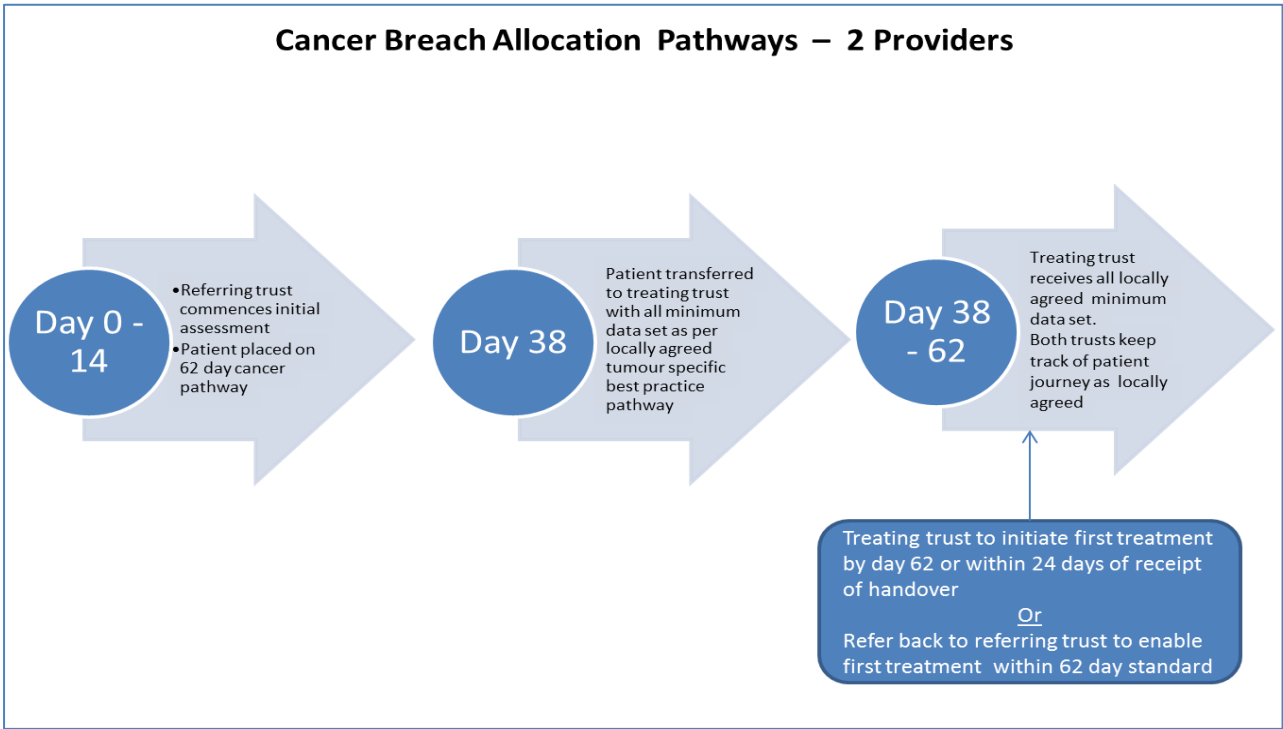 Cancer Breach Allocation Pathways – 2 Providers
Day 0 -
14
•Referring trust
commences initial
assessment
•Patient placed on
62 day cancer
pathway
Day 38
Patient transferred
to treating trust
with all minimum
data set as per
locally agreed
tumour specific
best practice
pathway
Day 38
- 62
Treating trust
receives all locally
agreed minimum
data set.
Both trusts keep
track of patient
journey as locally
agreed
Treating trust to initiate first treatment
by day 62 or within 24 days of receipt
of handover
Or
Refer back to referring trust to enable
first treatment within 62 day standard